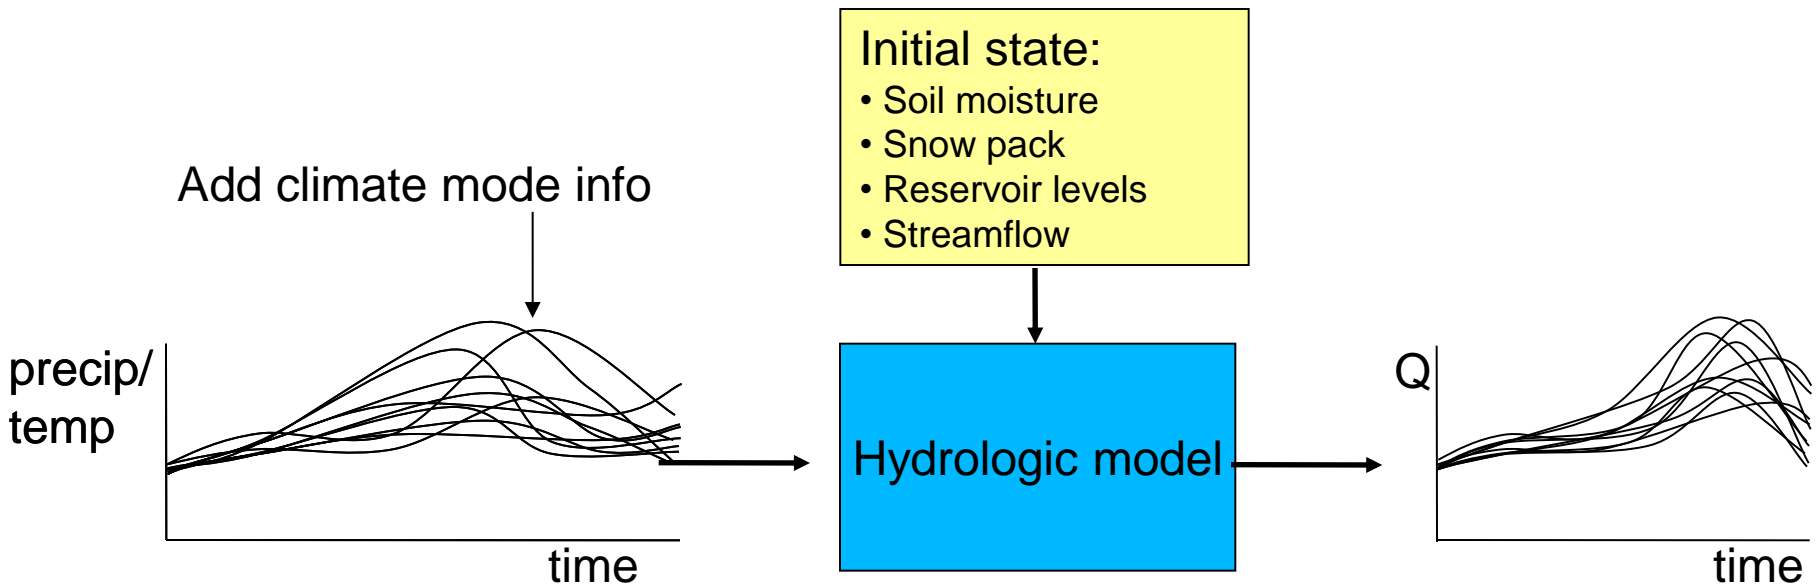 Initial state:
• Soil moisture
• Snow pack
• Reservoir levels
• Streamflow
Add climate mode info
precip/
temp
time
Hydrologic model
Q
time